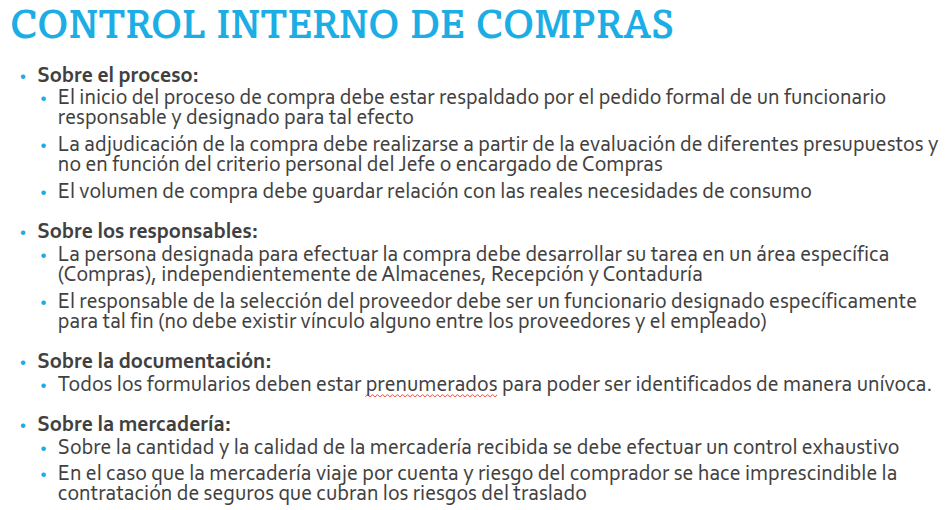 CONTROL INTERNO DE COMPRAS
• Sobre el proceso:
• El inicio del proceso de compra debe estar respaldado por el pedido formal de un funcionario
responsable y designado para tal efecto
• La adjudicación de la compra debe realizarse a partir de la evaluación de diferentes presupuestos y
no en función del criterio personal del Jefe o encargado de Compras
• El volumen de compra debe guardar relación con las reales necesidades de consumo
• Sobre los responsables:
• La persona designada para efectuar la compra debe desarrollar su tarea en un área específica
(Compras), independientemente de Almacenes, Recepción y Contaduría
• El responsable de la selección del proveedor debe ser un funcionario designado específicamente
para tal fin (no debe existir vínculo alguno entre los proveedores y el empleado)
• Sobre la documentación:
• Todos los formularios deben estar prenumerados para poder ser identificados de manera unívoca.
• Sobre la mercadería:
• Sobre la cantidad y la calidad de la mercadería recibida se debe efectuar un control exhaustivo
• En el caso que la mercadería viaje por cuenta y riesgo del comprador se hace imprescindible la
contratación de seguros que cubran los riesgos del traslado